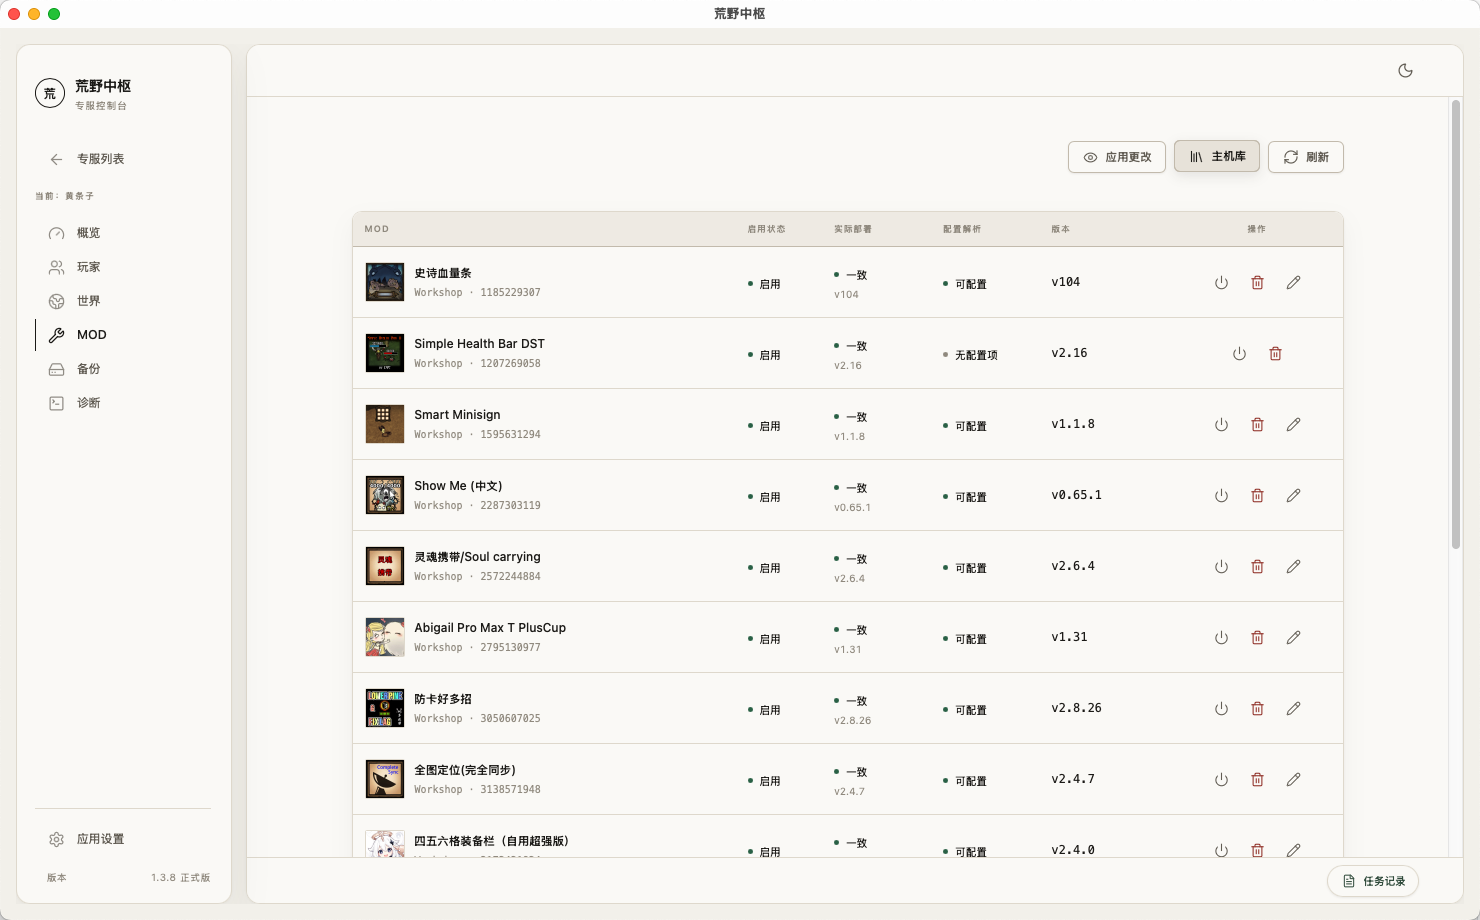 荒野中枢
荒
荒野中枢
专服控制台
专服列表
当前：黄条子
概览
玩家
世界
MOD
备份
诊断
应用设置
版本 1.3.8 正式版
应用更改 主机库 刷新
MOD 启用状态 实际部署 配置解析 版本 操作
史诗血量条
Workshop · 1185229307
启用
一致
v104
可配置
v104
Simple Health Bar DST
Workshop · 1207269058
启用
一致
v2.16
无配置项
v2.16
Smart Minisign
Workshop · 1595631294
启用
一致
v1.1.8
可配置
v1.1.8
Show Me (中文)
Workshop · 2287303119
启用
一致
v0.65.1
可配置
v0.65.1
灵魂
携带
灵魂携带/Soul carrying
Workshop · 2572244884
启用
一致
v2.6.4
可配置
v2.6.4
Abigail Pro Max T PlusCup
Workshop · 2795130977
启用
一致
v1.31
可配置
v1.31
防卡好多招
Workshop · 3050607025
启用
一致
v2.8.26
可配置
v2.8.26
Complete
Sync
全图定位(完全同步)
Workshop · 3138571948
启用
一致
v2.4.7
可配置
v2.4.7
四五六格装备栏（自用超强版）
启用
一致
可配置
v2.4.0
任务记录